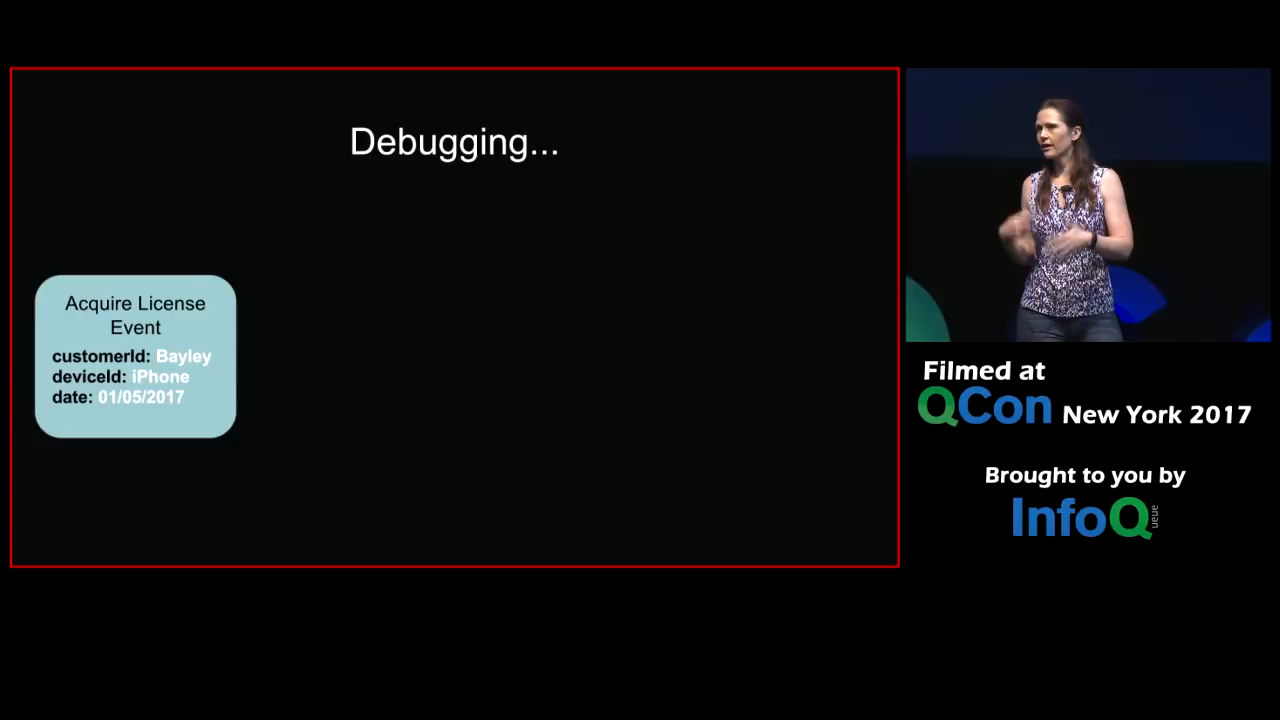 Debugging...
Acquire License
Event
customerId: Bayley
deviceId: iPhone
date: 01/05/2017
Filmed at
QCon New York 2017
Brought to you by
InfoQ
queue